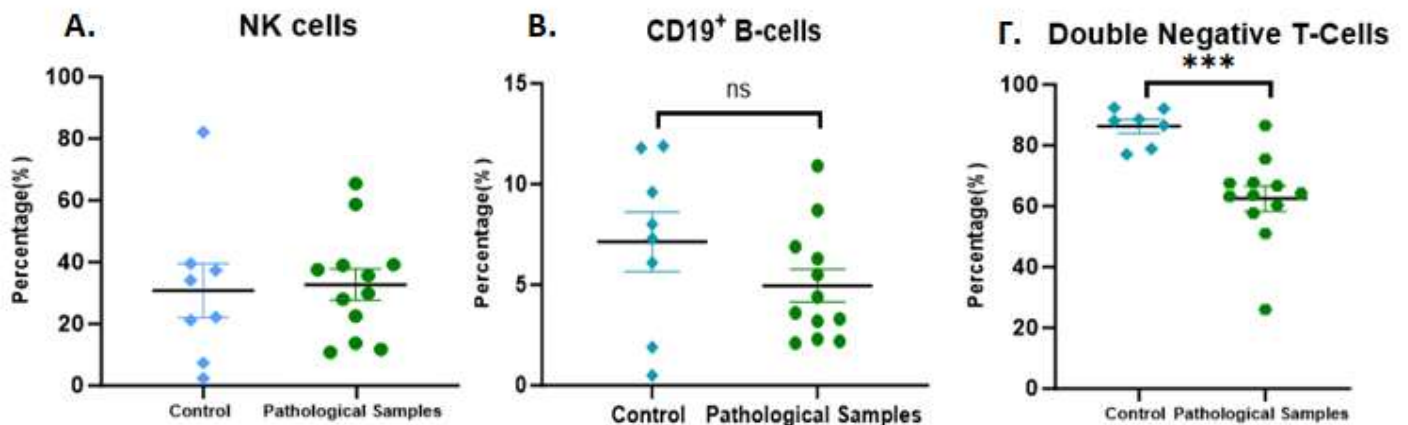 Α. NK cells
Percentage(%)
100
80
60
40
20
0
Control Pathological Samples
Β. CD19⁺ B-cells
ns
Percentage(%)
15
10
5
0
Control Pathological Samples
Γ. Double Negative T-Cells
***
Percentage(%)
100
80
60
40
20
0
Control Pathological Samples